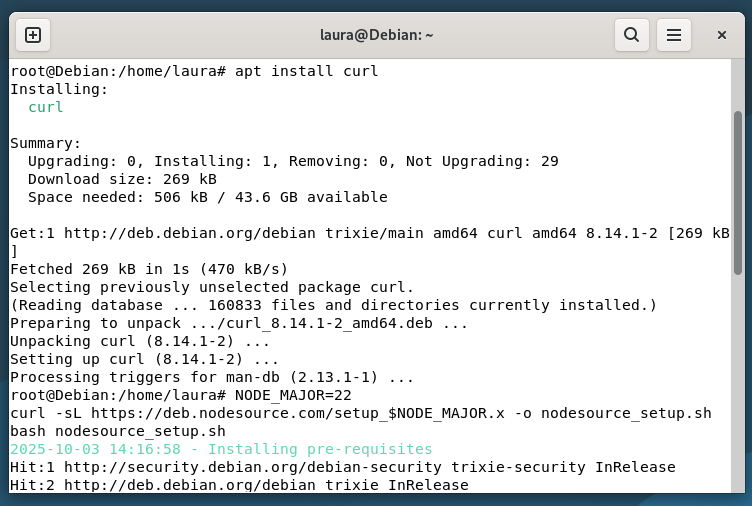 laura@Debian: ~
root@Debian:/home/laura# apt install curl
Installing:
  curl

Summary:
  Upgrading: 0, Installing: 1, Removing: 0, Not Upgrading: 29
  Download size: 269 kB
  Space needed: 506 kB / 43.6 GB available

Get:1 http://deb.debian.org/debian trixie/main amd64 curl amd64 8.14.1-2 [269 kB
]
Fetched 269 kB in 1s (470 kB/s)
Selecting previously unselected package curl.
(Reading database ... 160833 files and directories currently installed.)
Preparing to unpack .../curl_8.14.1-2_amd64.deb ...
Unpacking curl (8.14.1-2) ...
Setting up curl (8.14.1-2) ...
Processing triggers for man-db (2.13.1-1) ...
root@Debian:/home/laura# NODE_MAJOR=22
curl -sL https://deb.nodesource.com/setup_$NODE_MAJOR.x -o nodesource_setup.sh
bash nodesource_setup.sh
2025-10-03 14:16:58 - Installing pre-requisites
Hit:1 http://security.debian.org/debian-security trixie-security InRelease
Hit:2 http://deb.debian.org/debian trixie InRelease